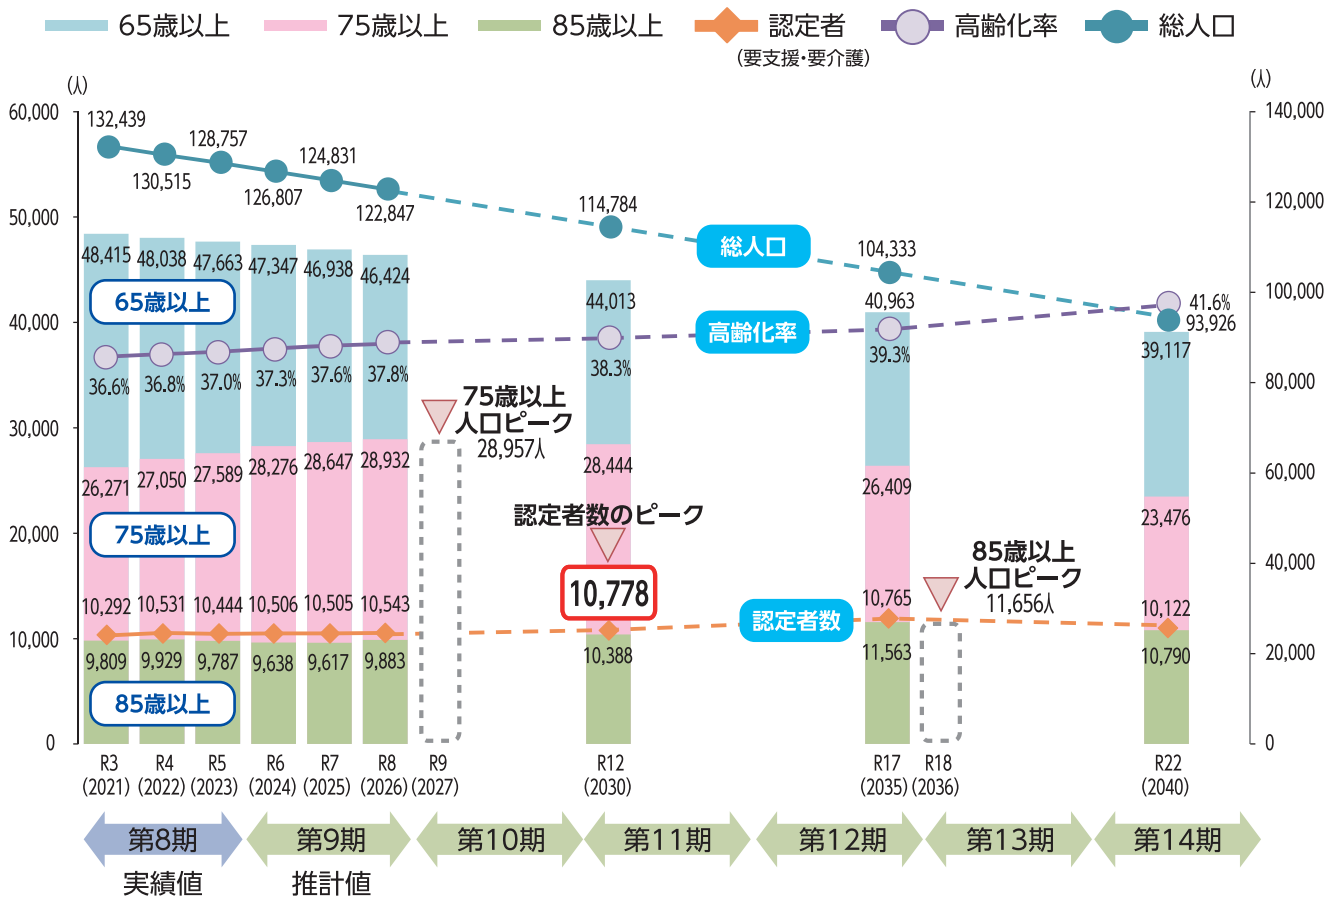 65歳以上 75歳以上 85歳以上 認定者 高齢化率 総人口
(要支援・要介護)
(人) (人)
60,000 50,000 40,000 30,000 20,000 10,000 0
140,000 120,000 100,000 80,000 60,000 40,000 20,000 0
132,439 130,515 128,757 126,807 124,831 122,847 114,784 104,333 93,926
総人口
48,415 48,038 47,663 47,347 46,938 46,424 44,013 40,963 39,117
65歳以上
高齢化率
36.6% 36.8% 37.0% 37.3% 37.6% 37.8% 38.3% 39.3% 41.6%
75歳以上
人口ピーク
28,957人
26,271 27,050 27,589 28,276 28,647 28,932 28,444 26,409 23,476
75歳以上
認定者数のピーク
10,778
85歳以上
人口ピーク
11,656人
10,292 10,531 10,444 10,506 10,505 10,543 10,765 10,122
認定者数
9,809 9,929 9,787 9,638 9,617 9,883 10,388 11,563 10,790
85歳以上
R3 R4 R5 R6 R7 R8 R9 R12 R17 R18 R22
(2021) (2022) (2023) (2024) (2025) (2026) (2027) (2030) (2035) (2036) (2040)
第8期 第9期 第10期 第11期 第12期 第13期 第14期
実績値 推計値